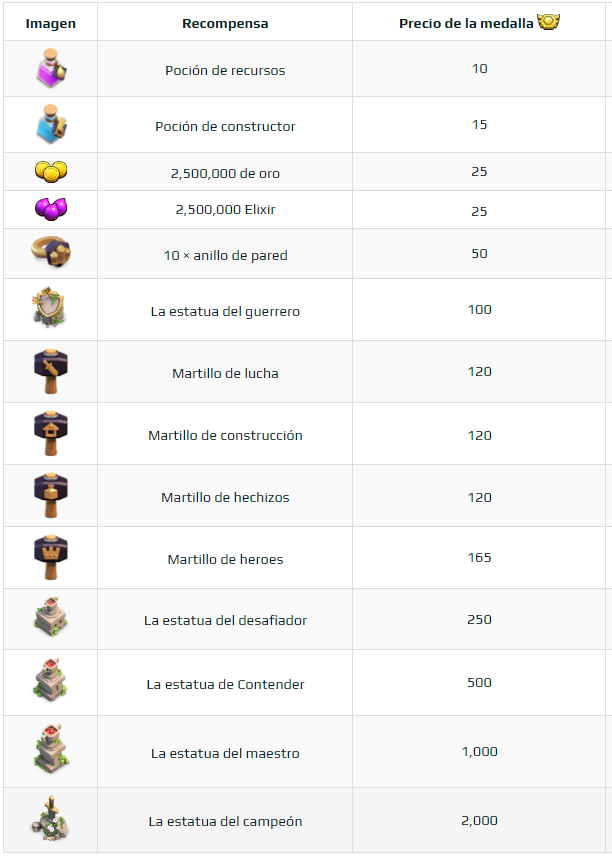 Imagen Recompensa Precio de la medalla
Poción de recursos 10
Poción de constructor 15
2,500,000 de oro 25
2,500,000 Elixir 25
10 × anillo de pared 50
La estatua del guerrero 100
Martillo de lucha 120
Martillo de construcción 120
Martillo de hechizos 120
Martillo de heroes 165
La estatua del desafiador 250
La estatua de Contender 500
La estatua del maestro 1,000
La estatua del campeón 2,000